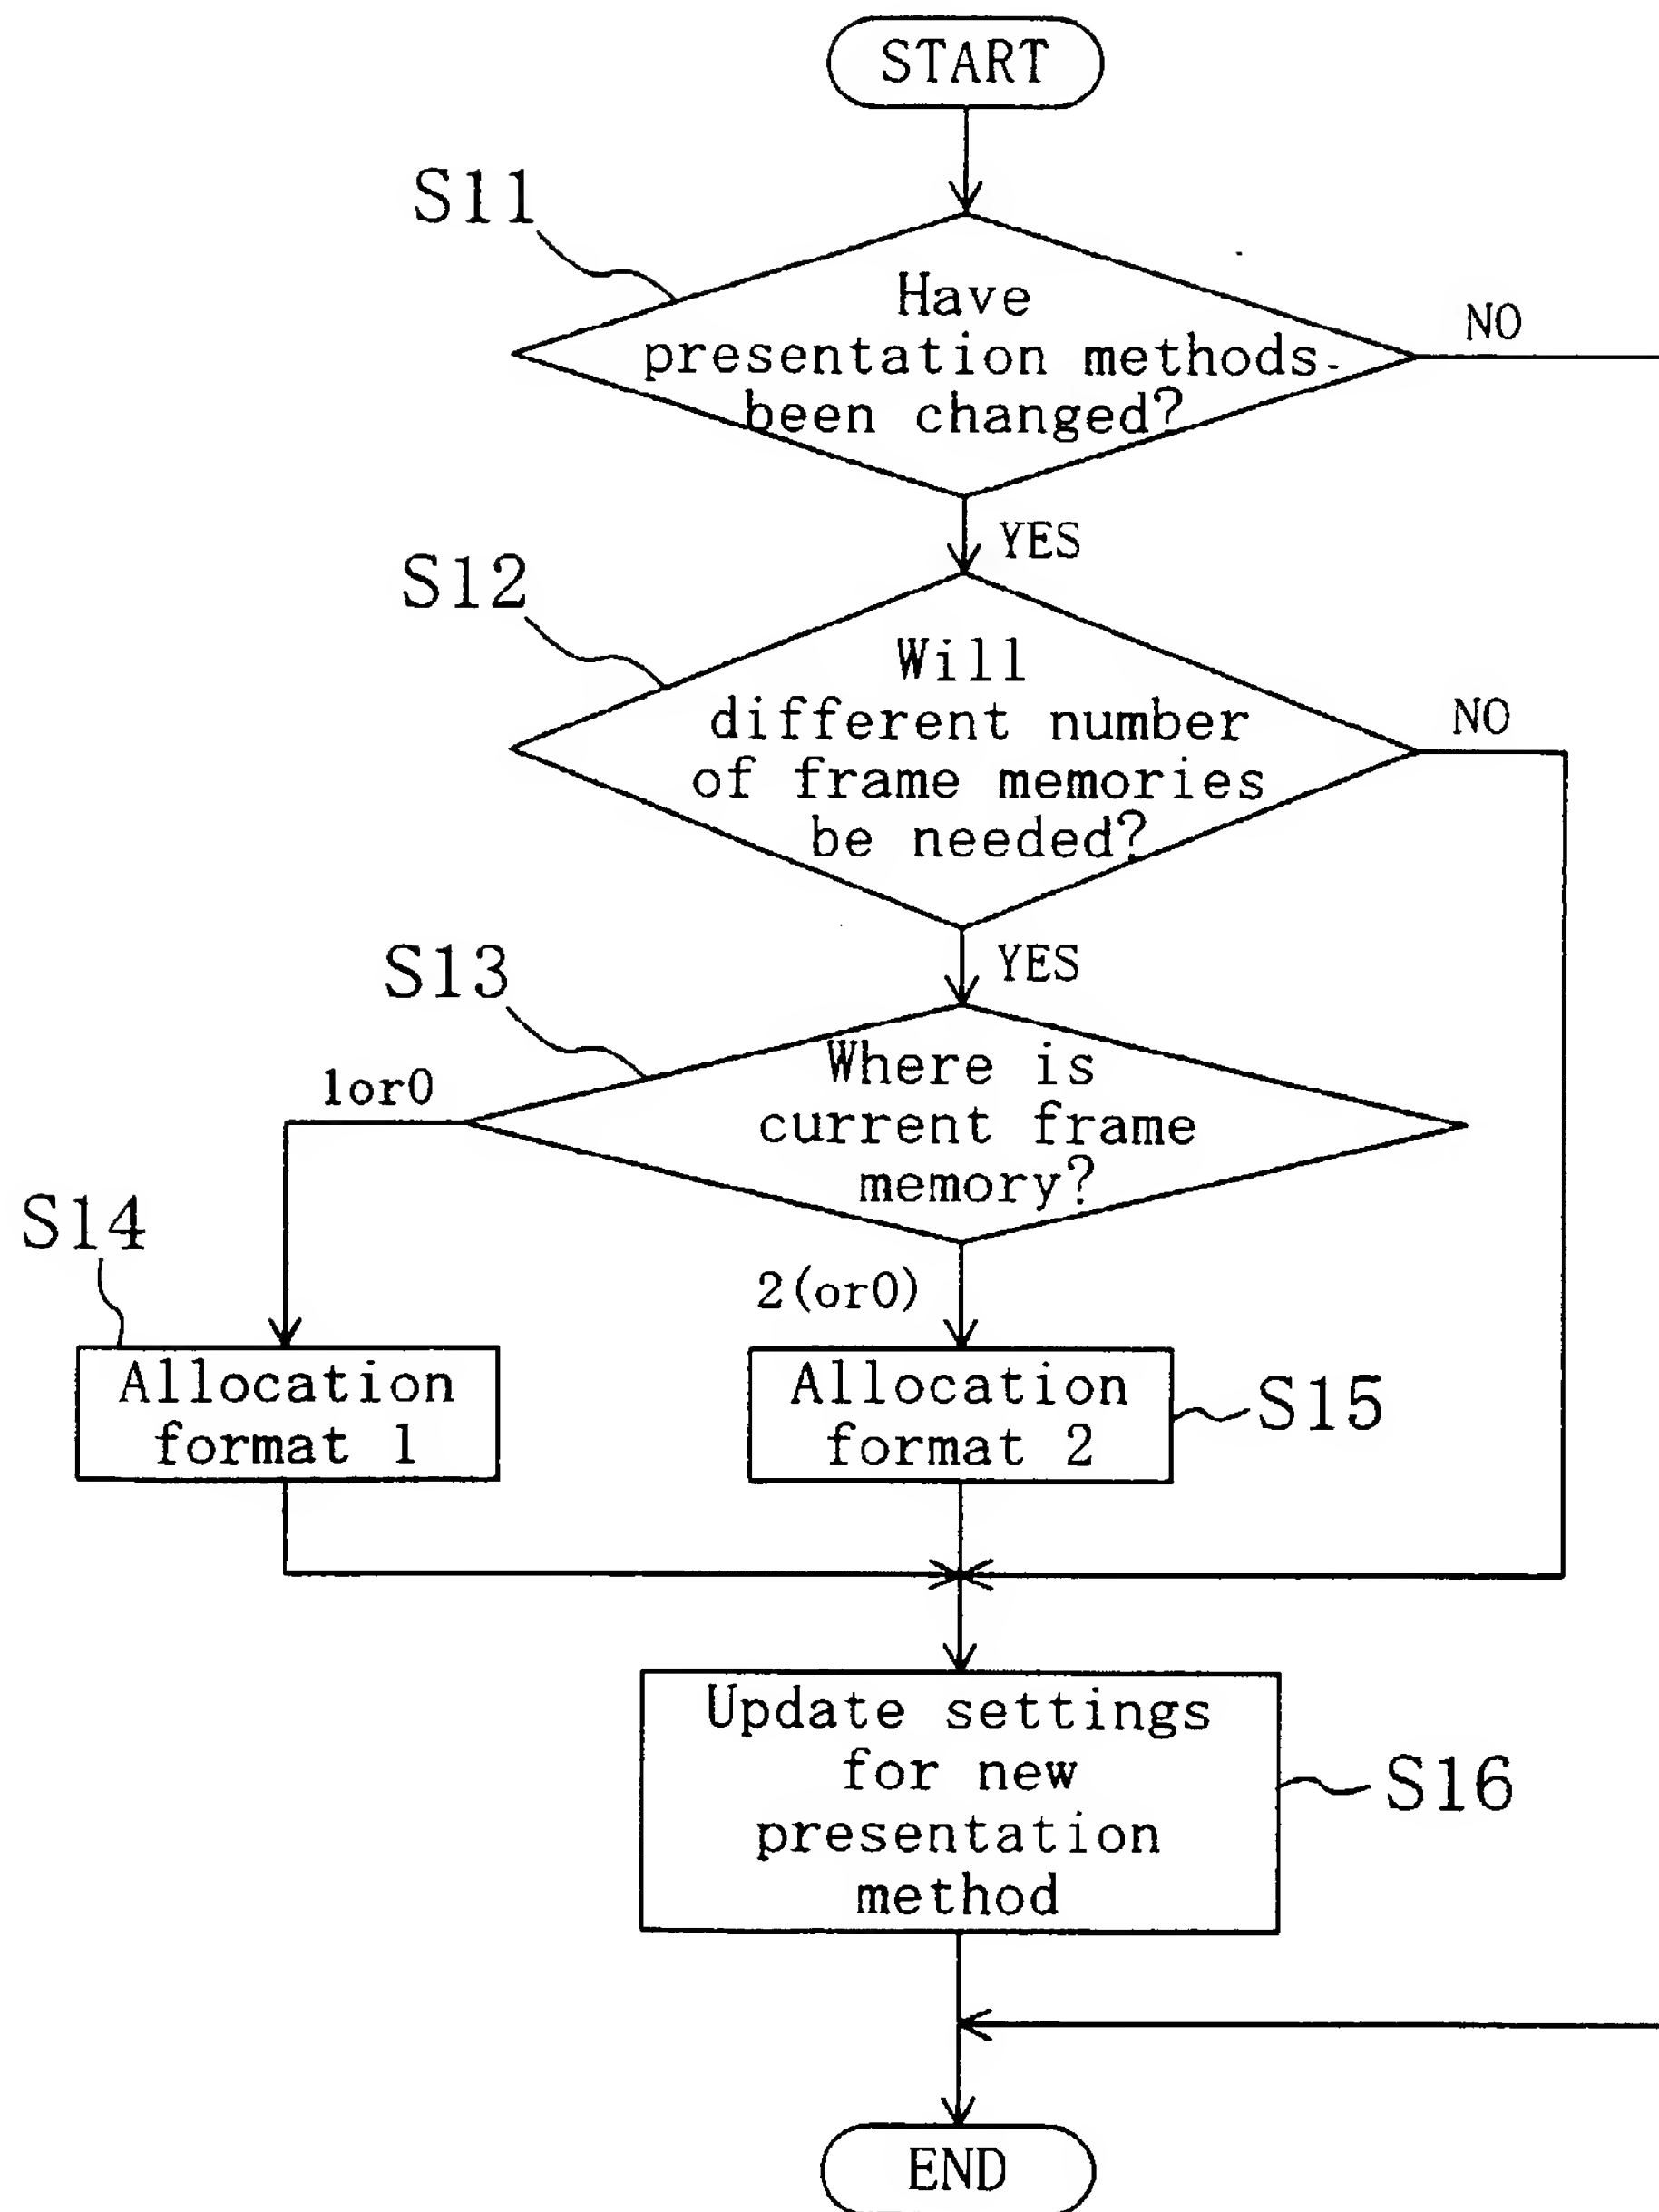 START
S11
Have
presentation methods
been changed?
NO
YES
S12
Will
different number
of frame memories
be needed?
NO
YES
S13
Where is
current frame
memory?
1or0
2(or0)
S14
Allocation
format 1
Allocation
format 2
S15
Update settings
for new
presentation
method
S16
END